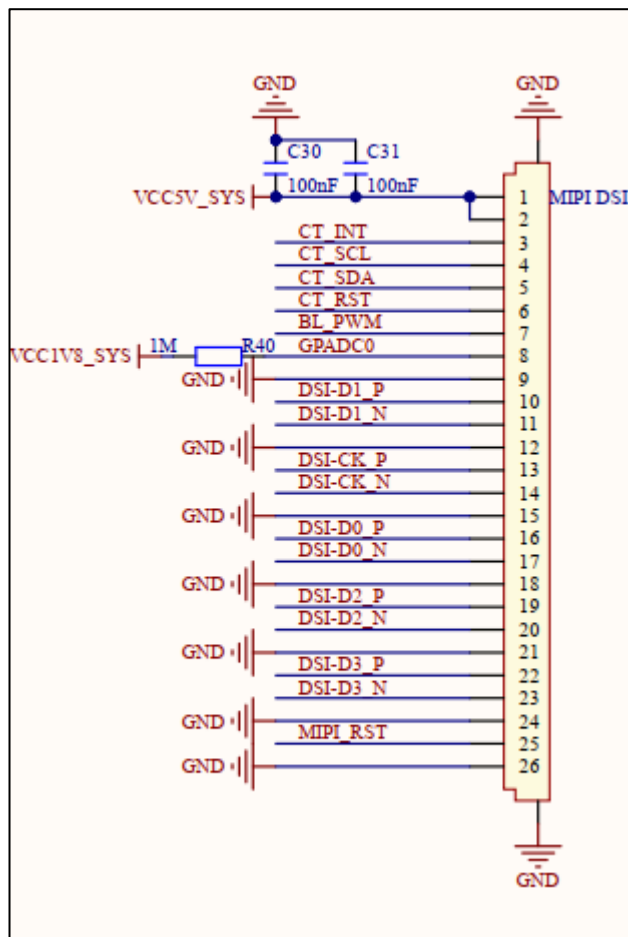 GND GND
C30 C31
100nF 100nF
VCC5V_SYS 1 MIPI DSI
2
CT_INT 3
CT_SCL 4
CT_SDA 5
CT_RST 6
BL_PWM 7
VCC1V8_SYS 1M R40 GPADC0 8
GND 9
DSI-D1_P 10
DSI-D1_N 11
GND 12
DSI-CK_P 13
DSI-CK_N 14
GND 15
DSI-D0_P 16
DSI-D0_N 17
GND 18
DSI-D2_P 19
DSI-D2_N 20
GND 21
DSI-D3_P 22
DSI-D3_N 23
GND 24
MIPI_RST 25
GND 26
GND